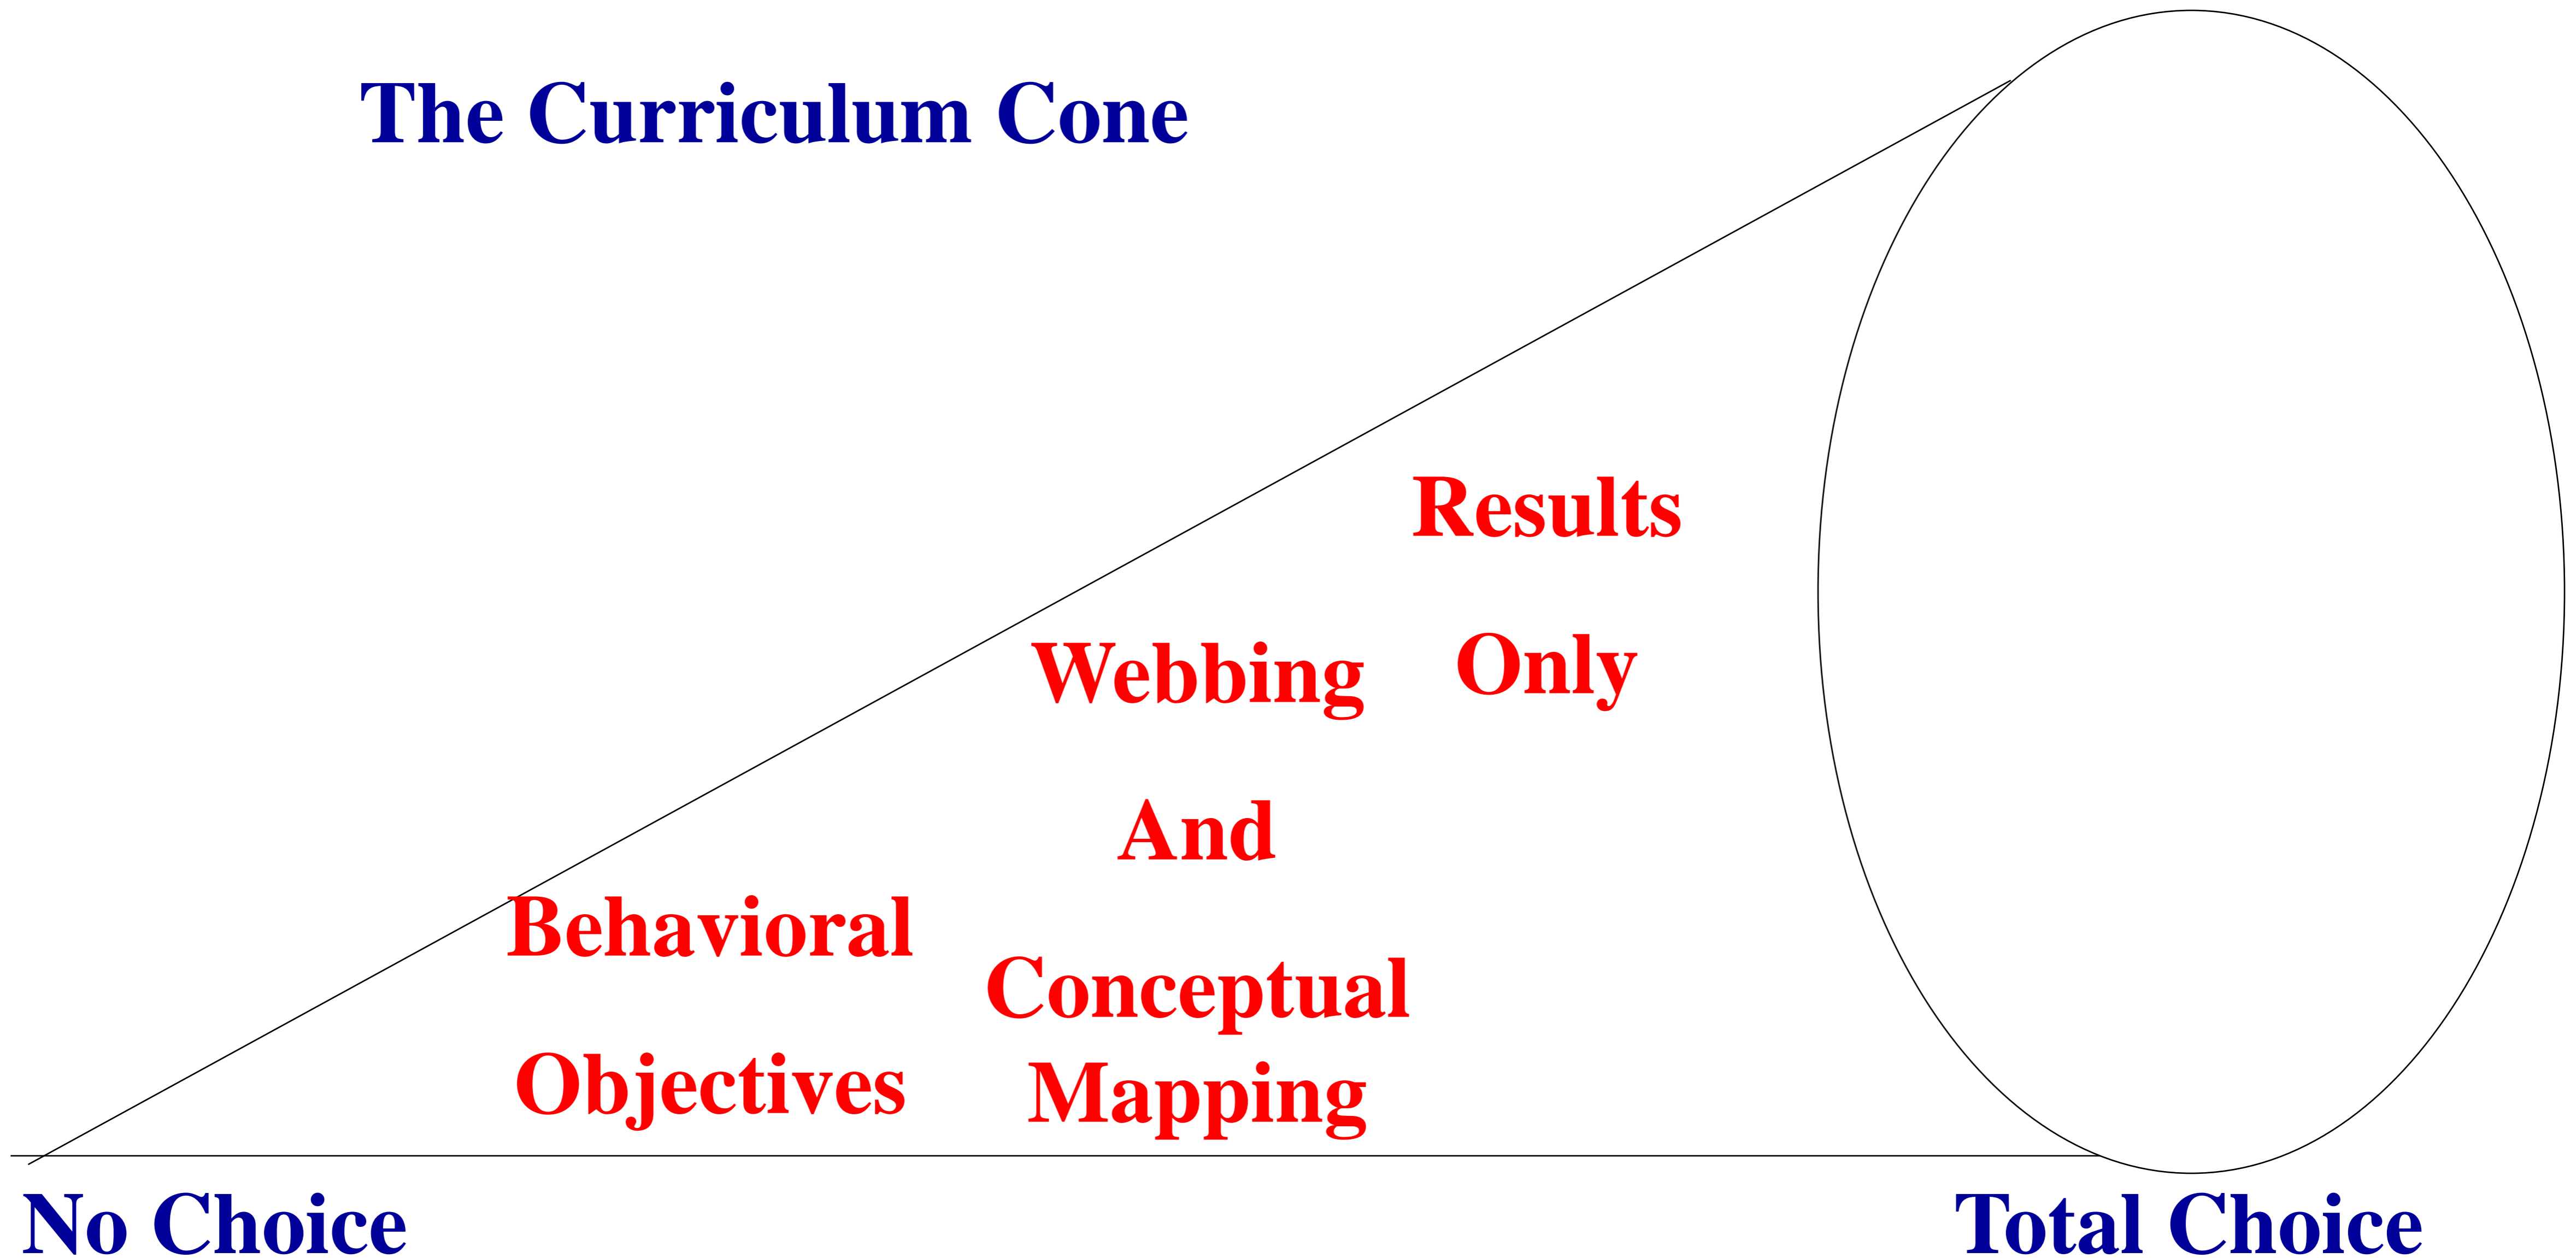 The Curriculum Cone
Results
Only
Webbing
And
Conceptual
Mapping
Behavioral
Objectives
No Choice
Total Choice